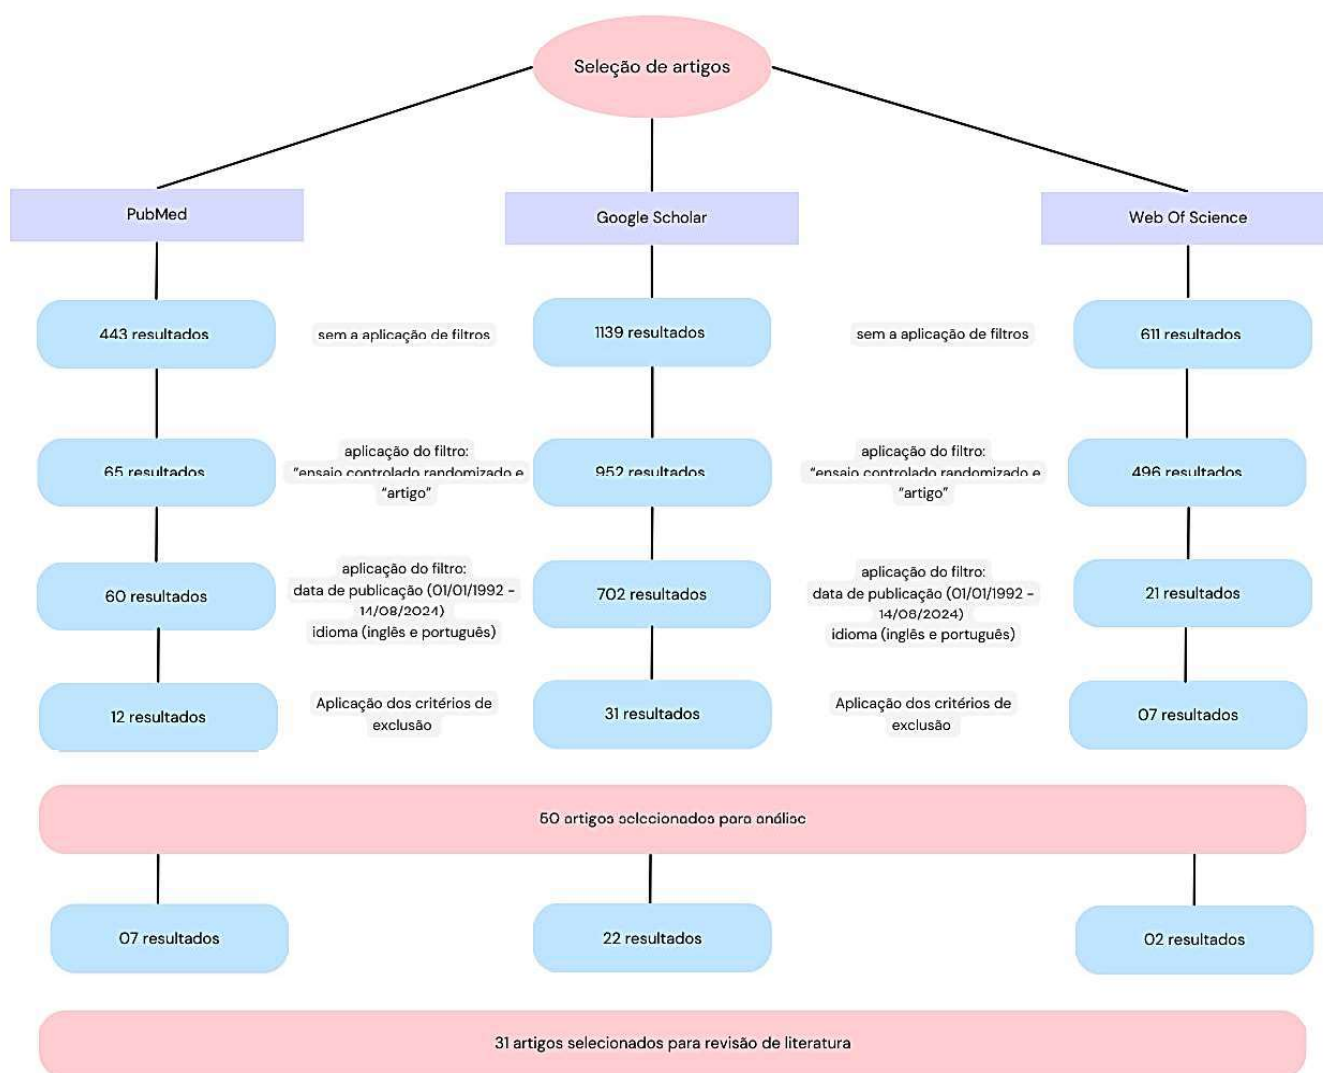 Seleção de artigos
PubMed
Google Scholar
Web Of Science
443 resultados
sem a aplicação de filtros
1139 resultados
sem a aplicação de filtros
611 resultados
65 resultados
aplicação do filtro:
"ensaio controlado randomizado e
"artigo"
952 resultados
aplicação do filtro:
"ensaio controlado randomizado e
"artigo"
496 resultados
60 resultados
aplicação do filtro:
data de publicação (01/01/1992 -
14/08/2024)
idioma (inglês e português)
702 resultados
aplicação do filtro:
data de publicação (01/01/1992 -
14/08/2024)
idioma (inglês e português)
21 resultados
12 resultados
Aplicação dos critérios de
exclusão
31 resultados
Aplicação dos critérios de
exclusão
07 resultados
50 artigos selecionados para análise
07 resultados
22 resultados
02 resultados
31 artigos selecionados para revisão de literatura